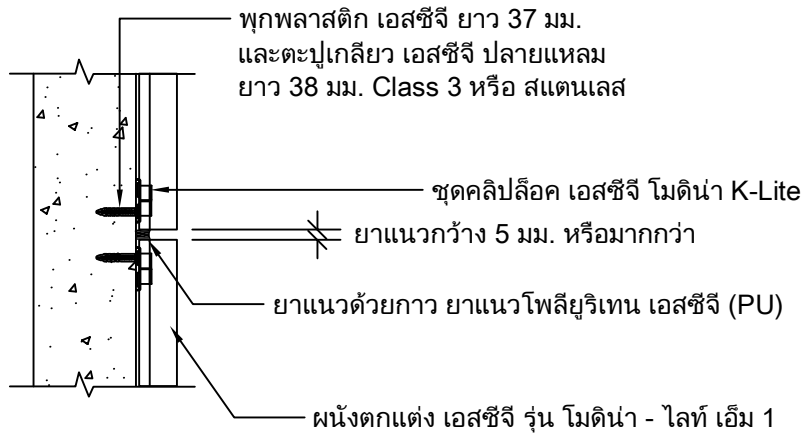 พุกพลาสติก เอสซีจี ยาว 37 มม.
และตะปูเกลียว เอสซีจี ปลายแหลม
ยาว 38 มม. Class 3 หรือ สแตนเลส
ชุดคลิปล็อค เอสซีจี โมดิน่า K-Lite
ยาแนวกว้าง 5 มม. หรือมากกว่า
ยาแนวด้วยกาว ยาแนวโพลียูริเทน เอสซีจี (PU)
ผนังตกแต่ง เอสซีจี รุ่น โมดิน่า - ไลท์ เอ็ม 1